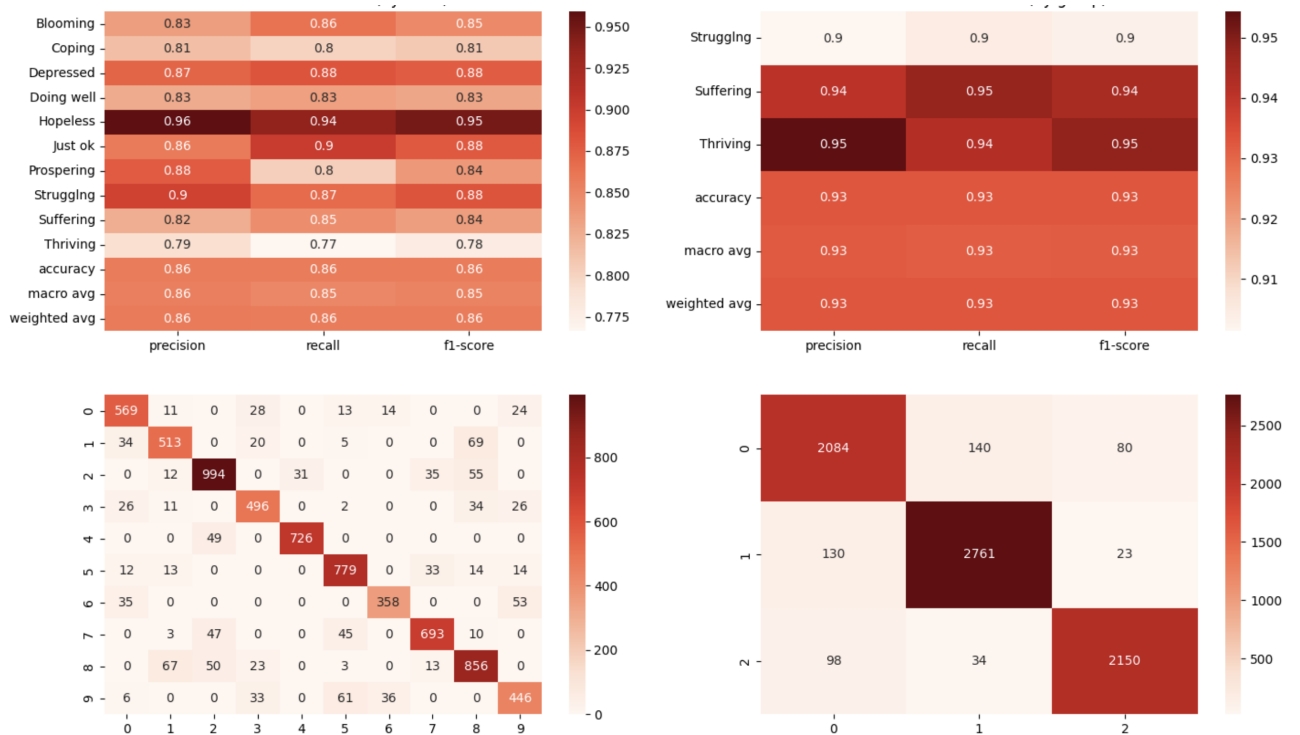 Blooming 0.83 0.86 0.85
Coping 0.81 0.8 0.81
Depressed 0.87 0.88 0.88
Doing well 0.83 0.83 0.83
Hopeless 0.96 0.94 0.95
Just ok 0.86 0.9 0.88
Prospering 0.88 0.8 0.84
Strugglng 0.9 0.87 0.88
Suffering 0.82 0.85 0.84
Thriving 0.79 0.77 0.78
accuracy 0.86 0.86 0.86
macro avg 0.86 0.85 0.85
weighted avg 0.86 0.86 0.86
precision recall f1-score
0.950
0.925
0.900
0.875
0.850
0.825
0.800
0.775
Strugglng 0.9 0.9 0.9
Suffering 0.94 0.95 0.94
Thriving 0.95 0.94 0.95
accuracy 0.93 0.93 0.93
macro avg 0.93 0.93 0.93
weighted avg 0.93 0.93 0.93
precision recall f1-score
0.95
0.94
0.93
0.92
0.91
0 569 11 0 28 0 13 14 0 0 24
1 34 513 0 20 0 5 0 0 69 0
2 0 12 994 0 31 0 0 35 55 0
3 26 11 0 496 0 2 0 0 34 26
4 0 0 49 0 726 0 0 0 0 0
5 12 13 0 0 0 779 0 33 14 14
6 35 0 0 0 0 0 358 0 0 53
7 0 3 47 0 0 45 0 693 10 0
8 0 67 50 23 0 3 0 13 856 0
9 6 0 0 33 0 61 36 0 0 446
0 1 2 3 4 5 6 7 8 9
800
600
400
200
0
0 2084 140 80
1 130 2761 23
2 98 34 2150
0 1 2
2500
2000
1500
1000
500